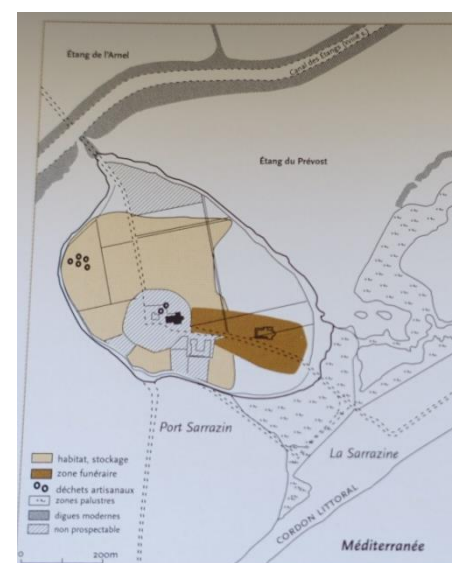 Étang de l'Arnel
Canal des Étangs
Étang du Prévost
Port Sarrazin
La Sarrazine
CORDON LITTORAL
Méditerranée
habitat, stockage
zone funéraire
déchets artisanaux
zones palustres
digues modernes
non prospectable
0
200m